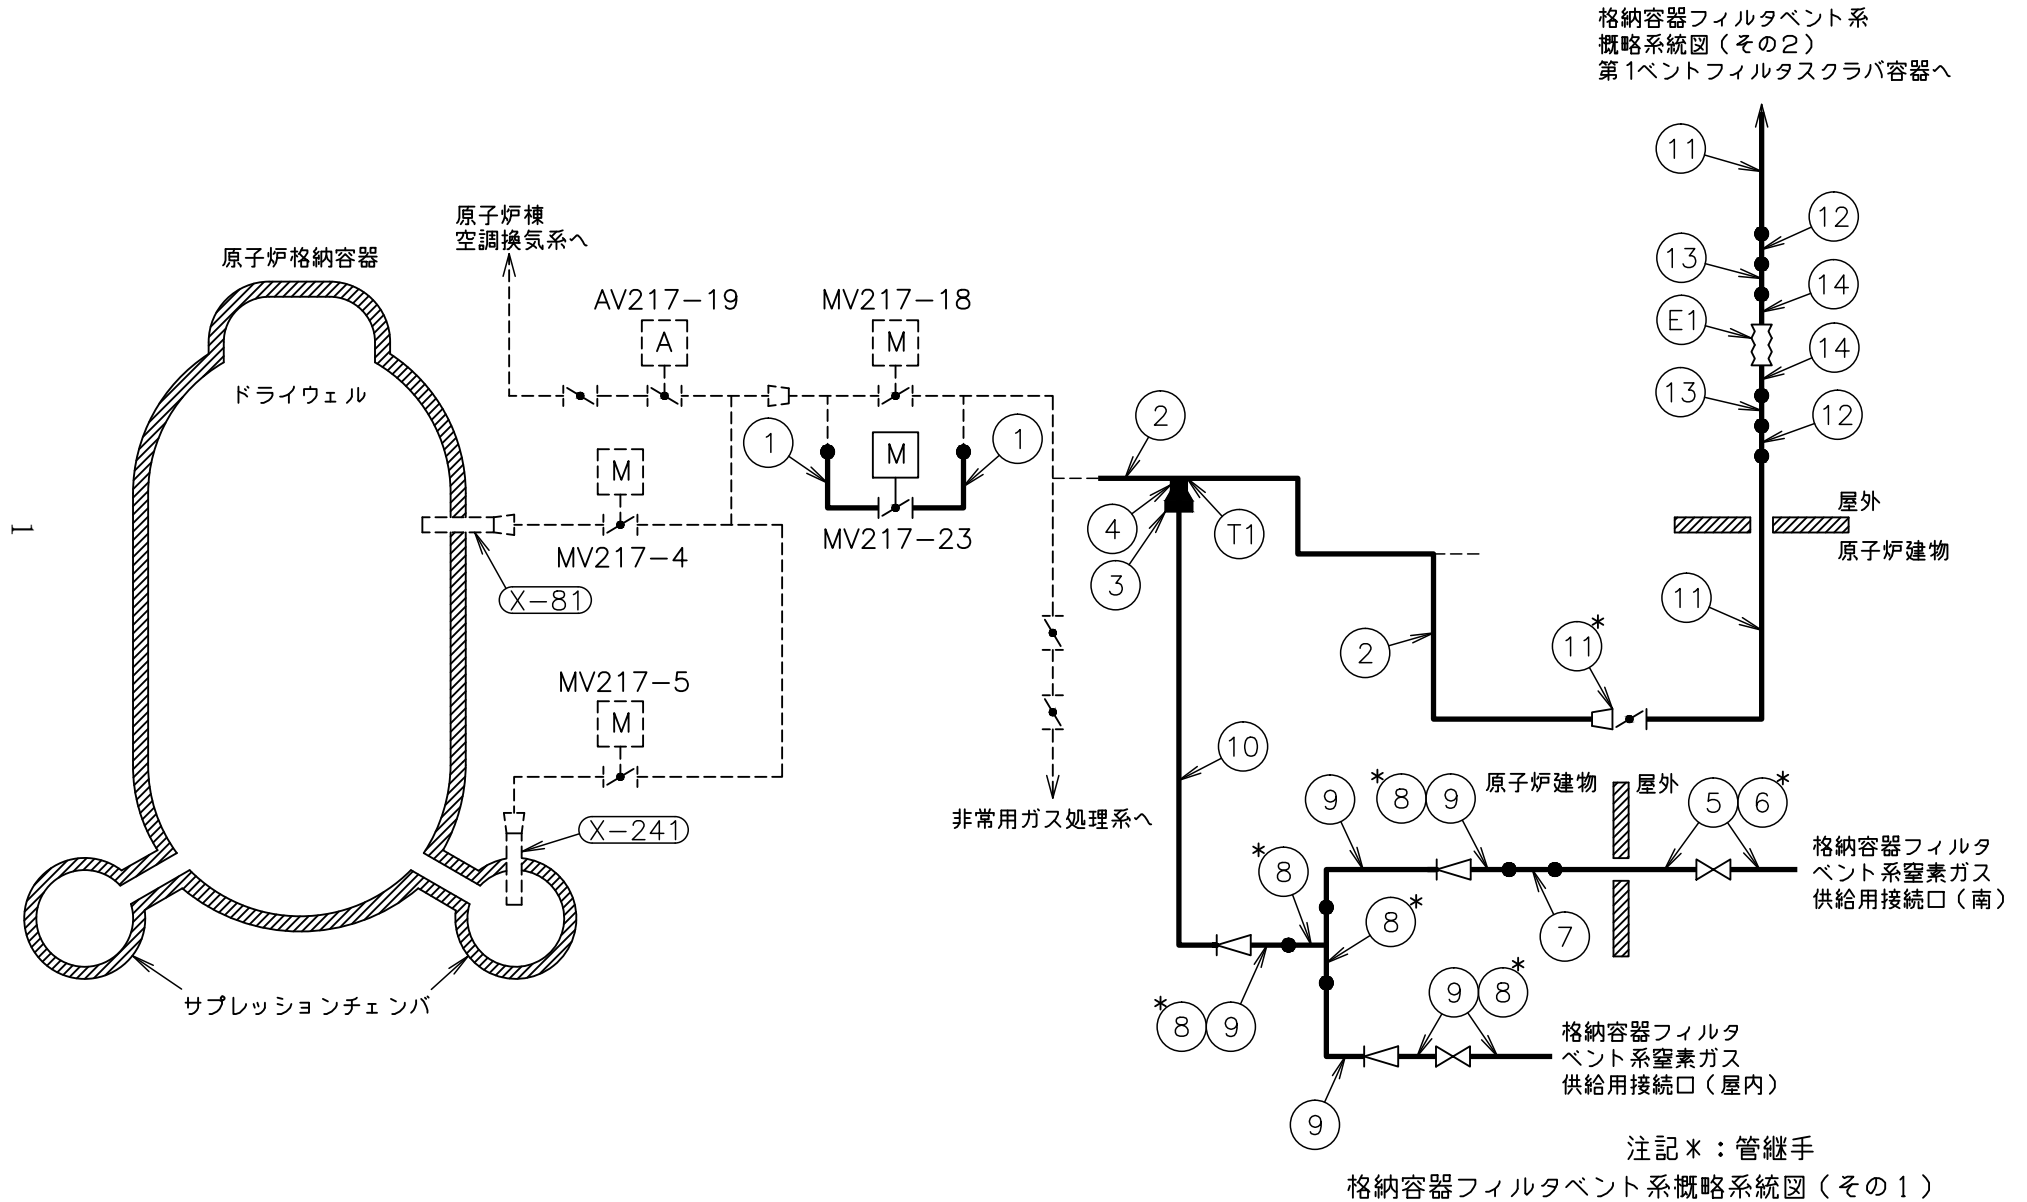 格納容器フィルタベント系
概略系統図（その２）
第１ベントフィルタスクラバ容器へ
11
12
13
14
E1
14
13
12
屋外
原子炉建物
11
11*
原子炉棟
空調換気系へ
原子炉格納容器
ドライウェル
AV217-19
A
MV217-18
M
1
M
1
MV217-23
M
MV217-4
X-81
MV217-5
M
X-241
サプレッションチェンバ
2
4
T1
3
2
10
非常用ガス処理系へ
9
*8
9
原子炉建物
屋外
5
6*
格納容器フィルタ
ベント系窒素ガス
供給用接続口（南）
*8
8*
7
*8
9
9
8*
9
格納容器フィルタ
ベント系窒素ガス
供給用接続口（屋内）
注記＊：管継手
格納容器フィルタベント系概略系統図（その１）
1